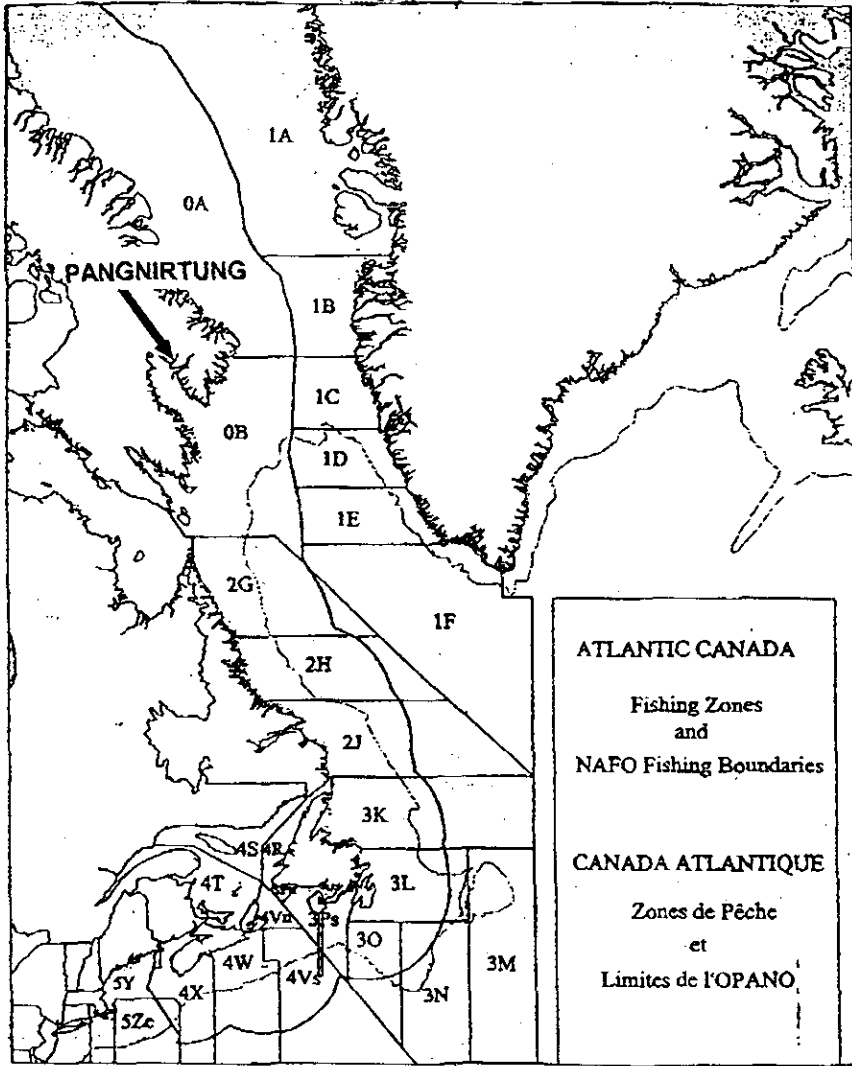 1A
0A
PANGNIRTUNG
1B
1C
0B
1D
1E
2G
1F
2H
2J
3K
4S 4R
4T
3L
4Vn
3Ps
3O
4W
4Vs
3M
5Y
4X
3N
5Ze
ATLANTIC CANADA
Fishing Zones
and
NAFO Fishing Boundaries
CANADA ATLANTIQUE
Zones de Pêche
et
Limites de l'OPANO